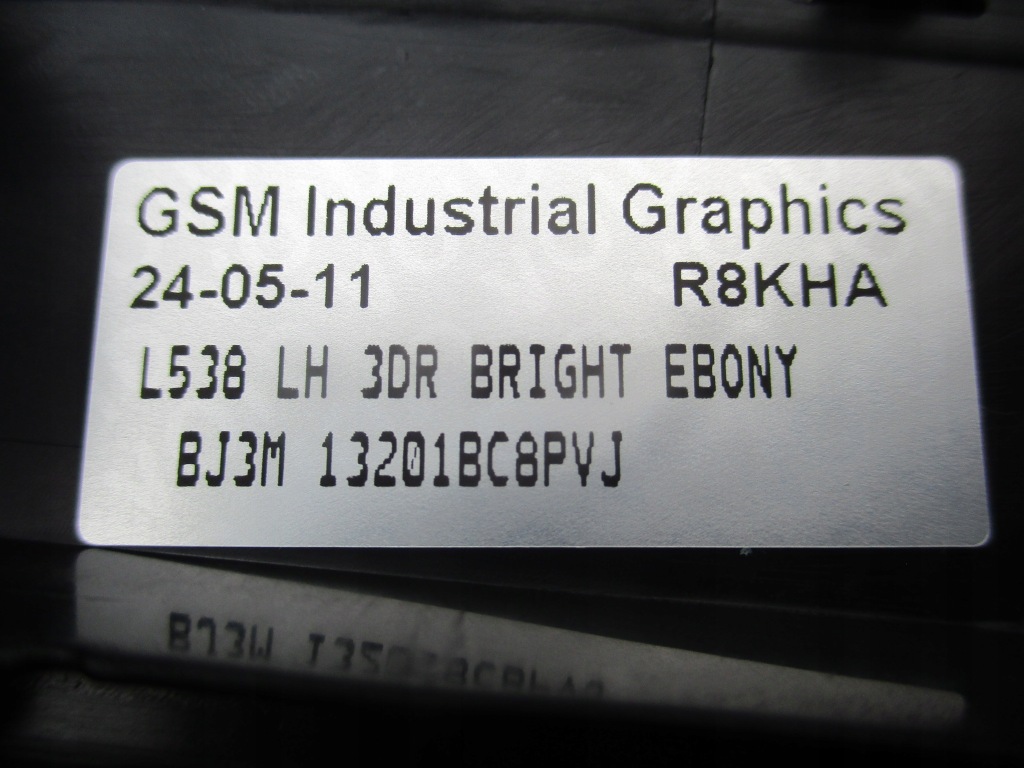 GSM Industrial Graphics
24-05-11 R8KHA
L538 LH 3DR BRIGHT EBONY
BJ3M 13201BC8PVJ